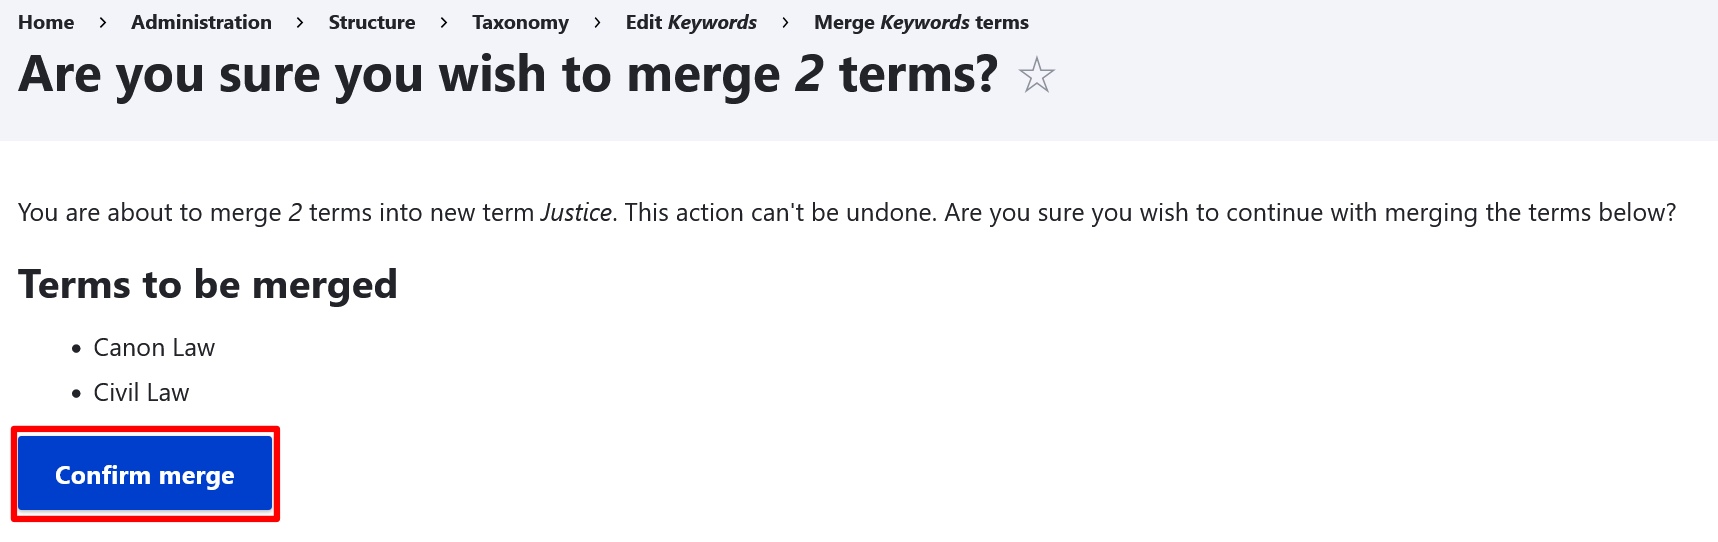 Home > Administration > Structure > Taxonomy > Edit Keywords > Merge Keywords terms
Are you sure you wish to merge 2 terms?
You are about to merge 2 terms into new term Justice. This action can't be undone. Are you sure you wish to continue with merging the terms below?
Terms to be merged
• Canon Law
• Civil Law
Confirm merge